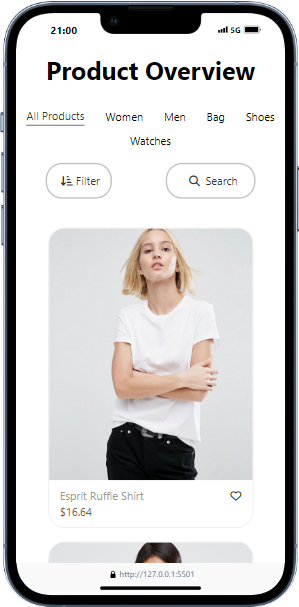 21:00 5G
Product Overview
All Products Women Men Bag Shoes
Watches
Filter Search
Esprit Ruffle Shirt
$16.64
http://127.0.0.1:5501